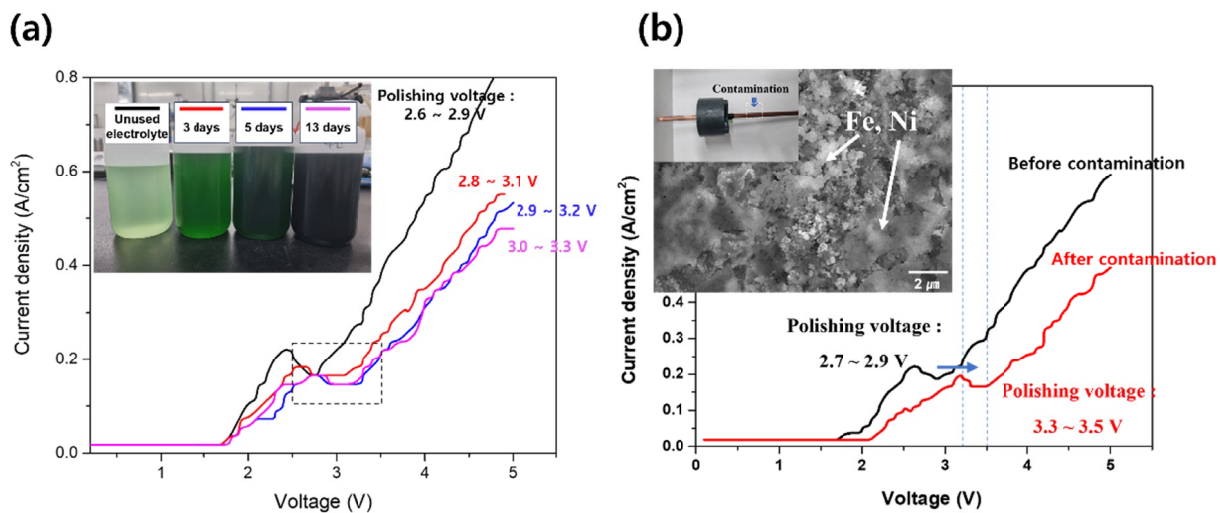 (a)
0.8
0.6
0.4
0.2
0.0
Current density (A/cm²)
1
2
3
4
5
Voltage (V)
Unused
electrolyte
3 days
5 days
13 days
Polishing voltage :
2.6 ~ 2.9 V
2.8 ~ 3.1 V
2.9 ~ 3.2 V
3.0 ~ 3.3 V
(b)
Contamination
Fe, Ni
2 ㎛
Before contamination
After contamination
Polishing voltage :
2.7 ~ 2.9 V
Polishing voltage :
3.3 ~ 3.5 V
0.4
0.3
0.2
0.1
0.0
Current density (A/cm²)
0
1
2
3
4
5
Voltage (V)